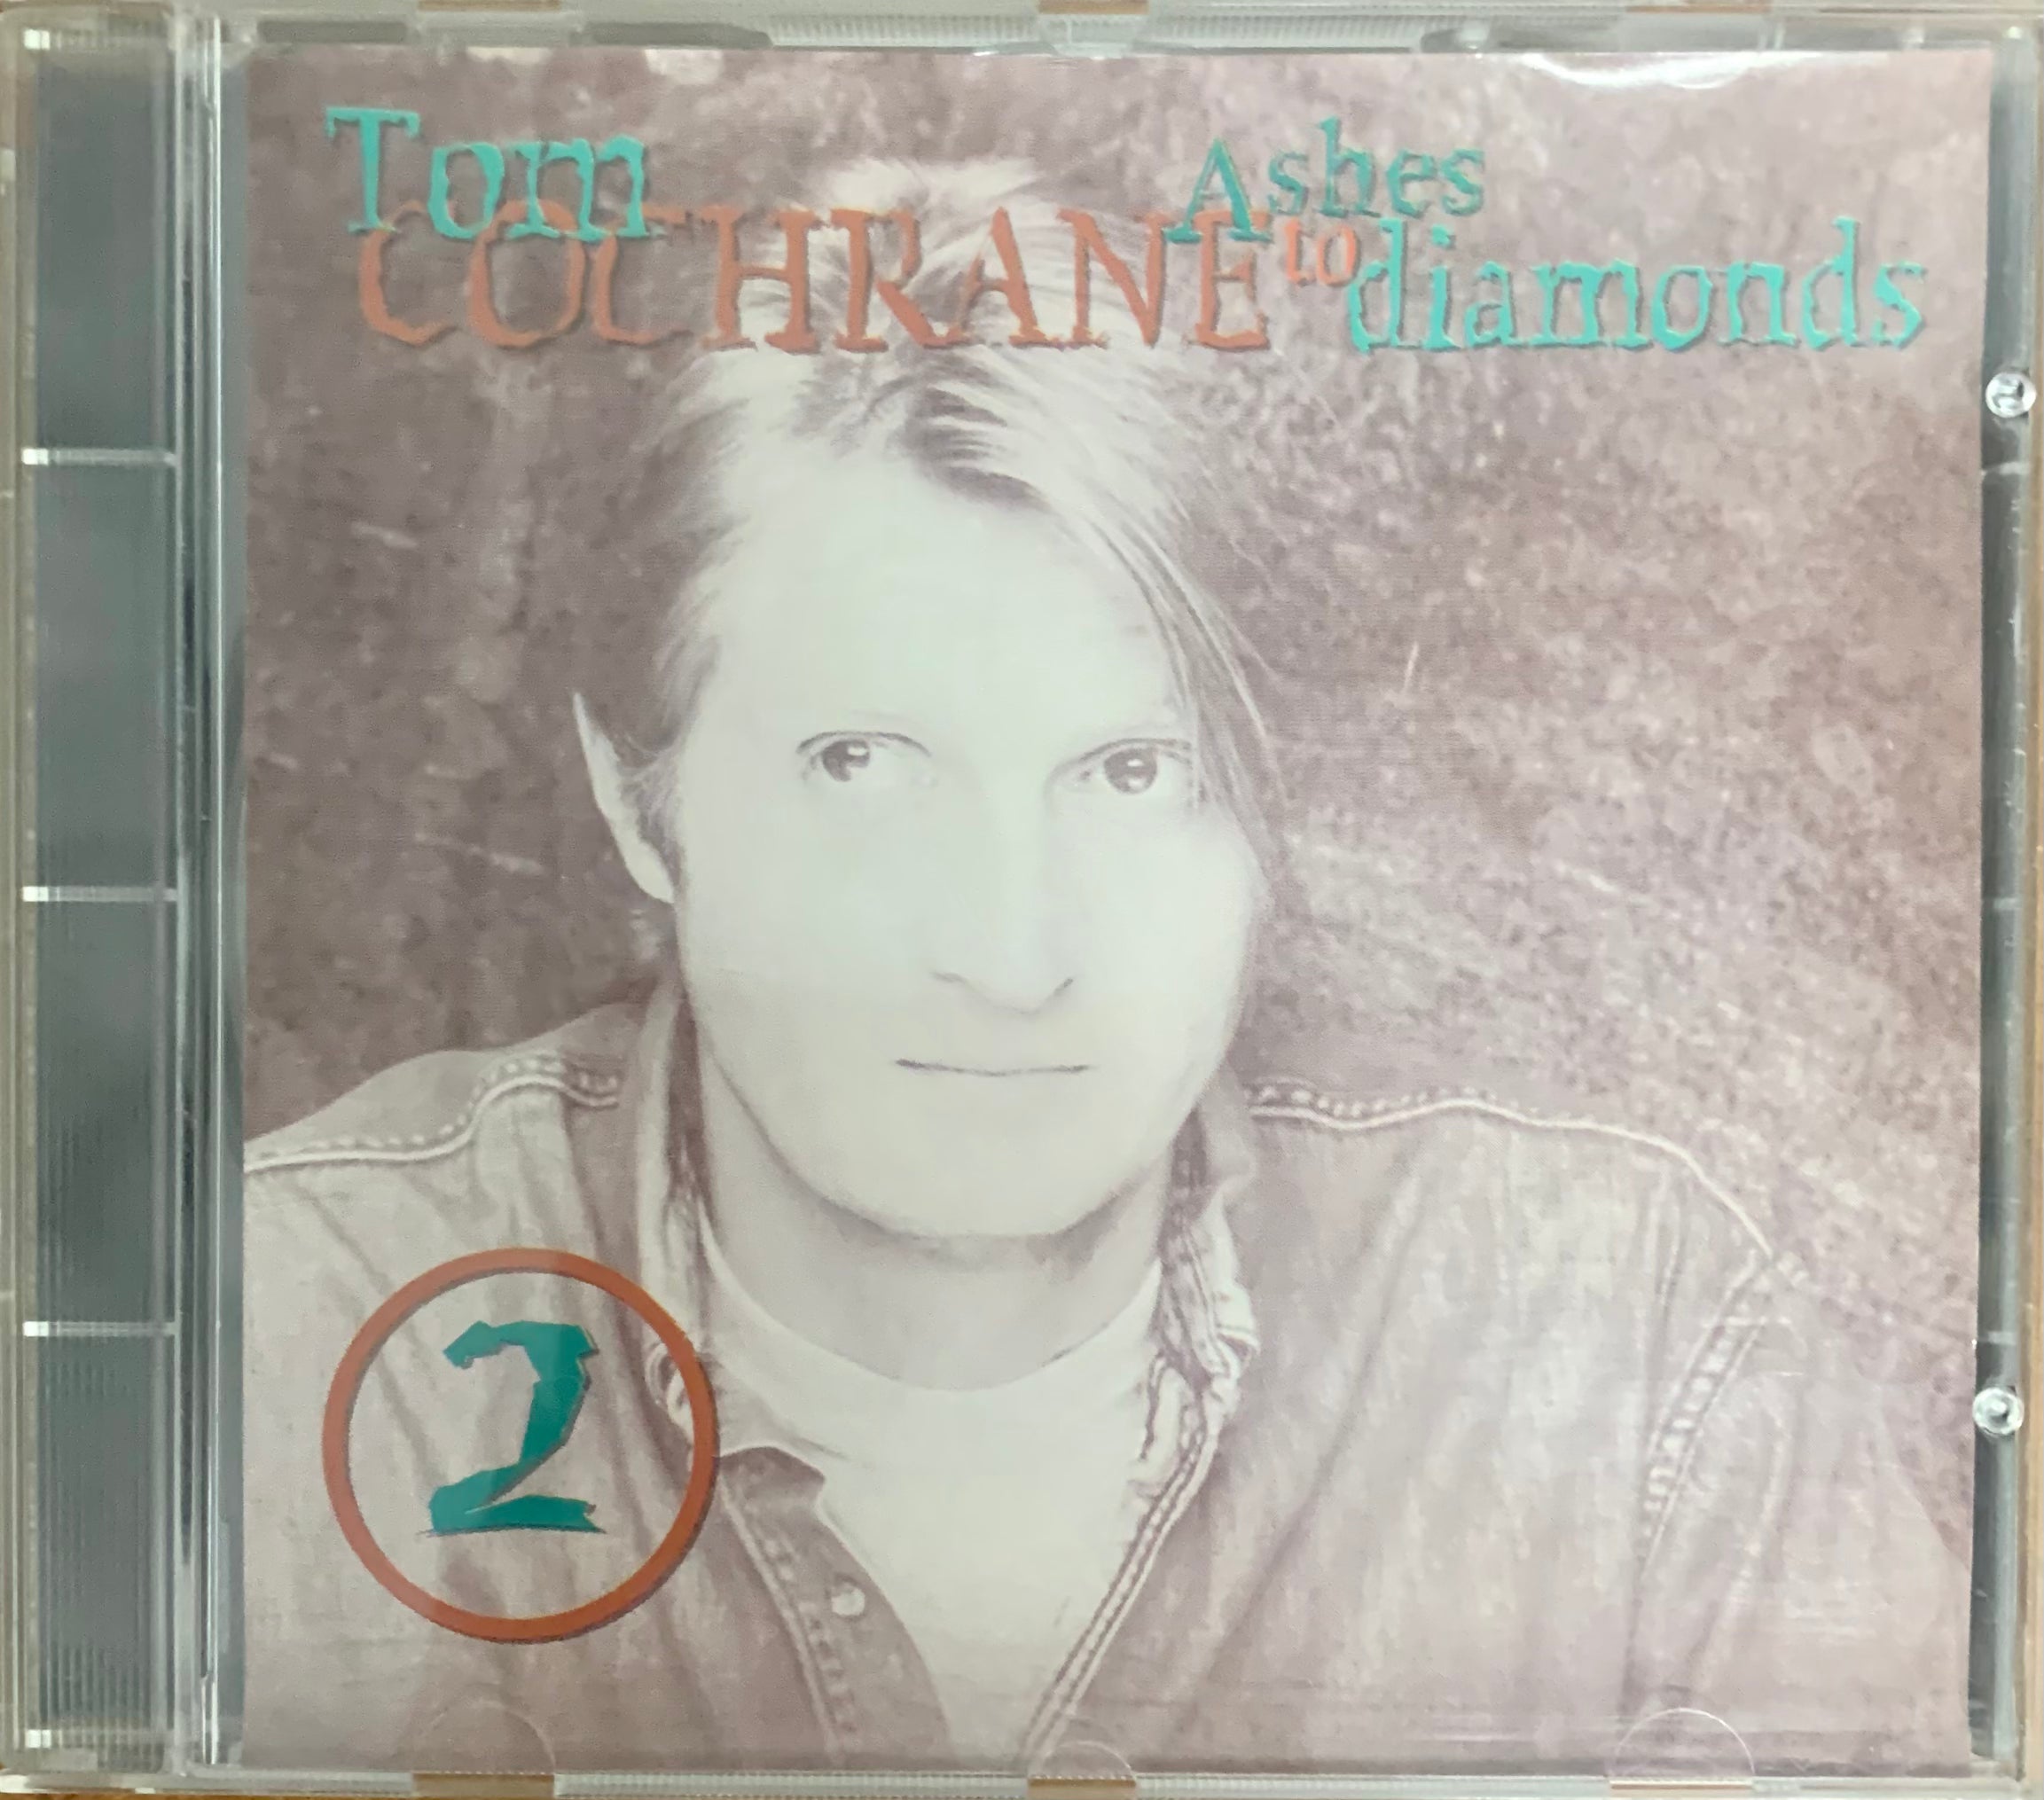 Tom
COCHRANE
Ashes
to
diamonds
2